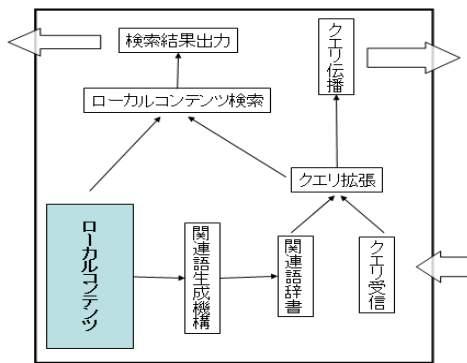 検索結果出力
クエリ伝播
ローカルコンテンツ検索
クエリ拡張
ローカルコンテンツ
関連語生成機構
関連語辞書
クエリ受信